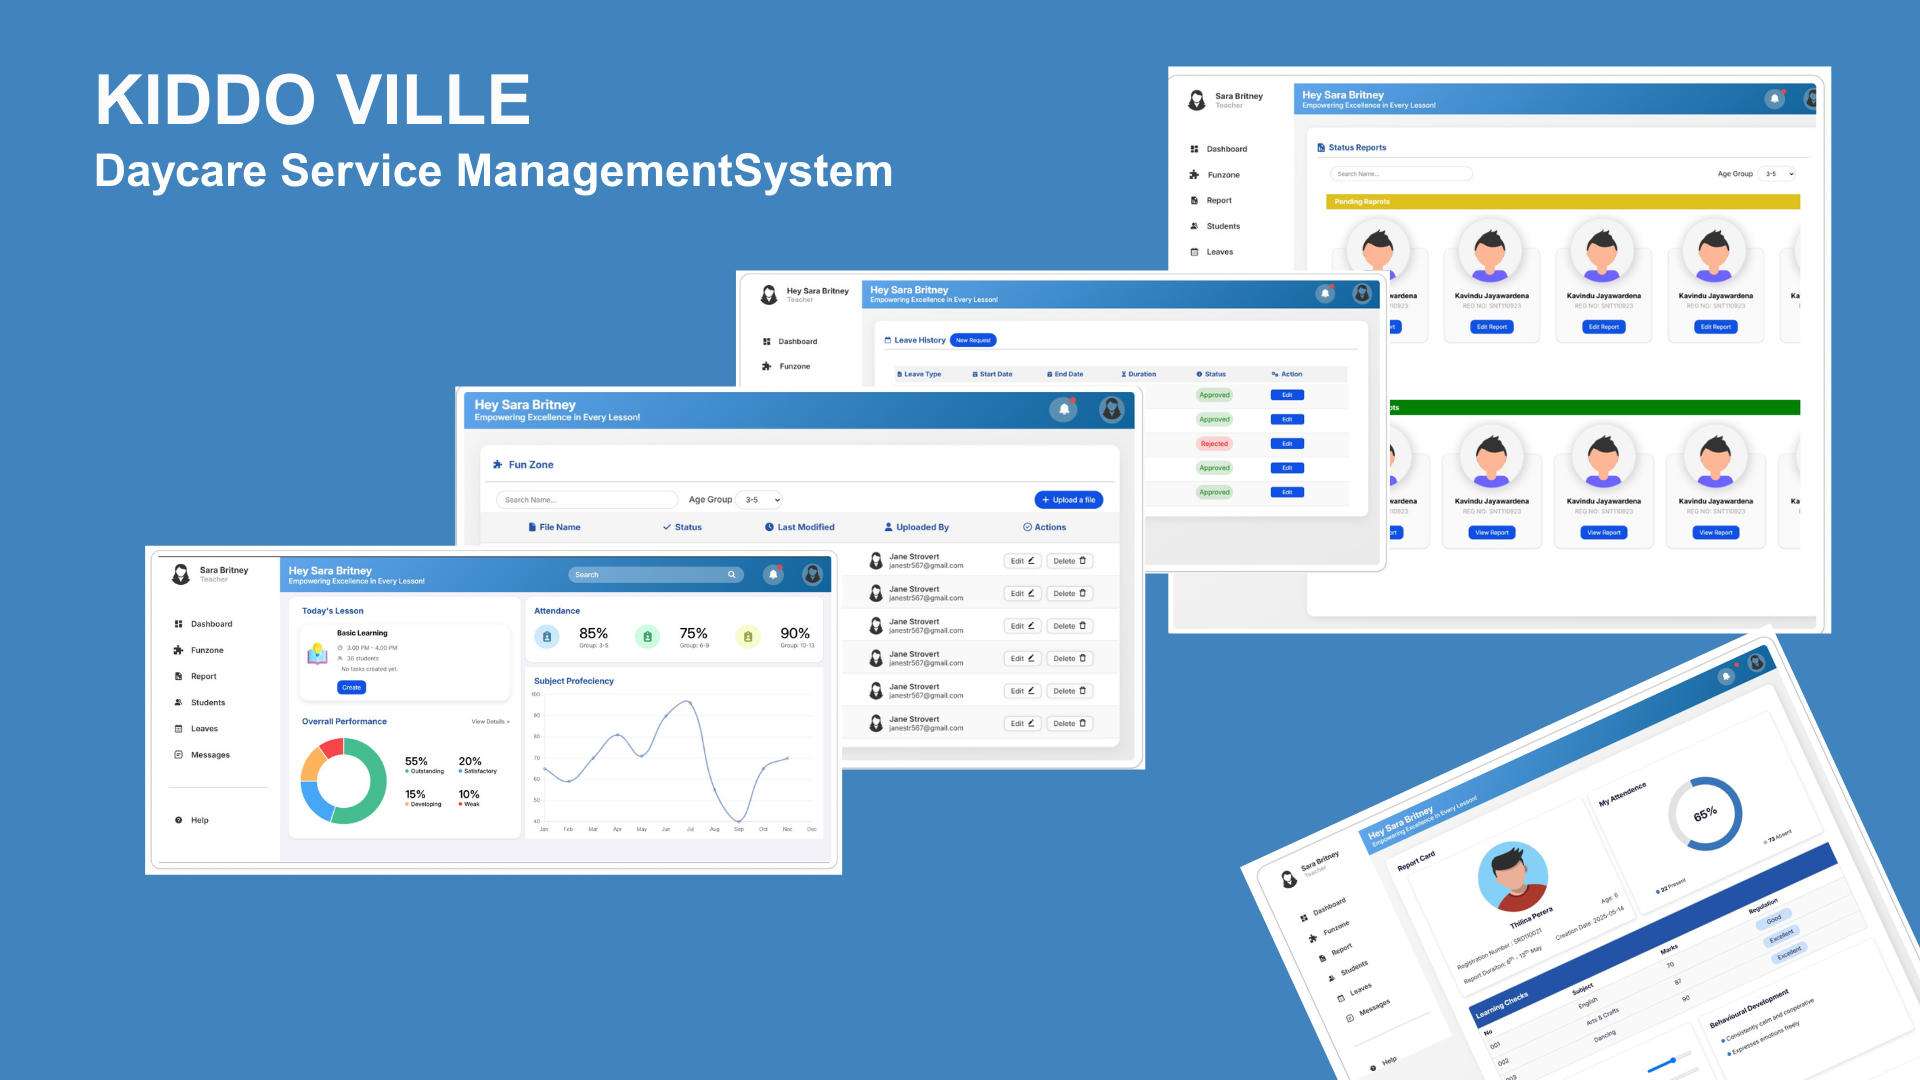 KIDDO VILLE
Daycare Service ManagementSystem
Sara Britney
Teacher
Hey Sara Britney
Empowering Excellence in Every Lesson!
Dashboard
Funzone
Report
Students
Leaves
Status Reports
Search Name...
Age Group 3-5
Pending Reprots
wardena Kavindu Jayawardena Kavindu Jayawardena Kavindu Jayawardena Ka
110923 REG NO: SNT110923 REG NO: SNT110923 REG NO: SNT110923 REG
rt Edit Report Edit Report Edit Report
ots
wardena Kavindu Jayawardena Kavindu Jayawardena Kavindu Jayawardena Ka
110923 REG NO: SNT110923 REG NO: SNT110923 REG NO: SNT110923 REG
ort View Report View Report View Report
Hey Sara Britney
Teacher
Hey Sara Britney
Empowering Excellence in Every Lesson!
Dashboard
Funzone
Leave History New Request
Leave Type Start Date End Date Duration Status Action
Approved Edit
Approved Edit
Rejected Edit
Approved Edit
Approved Edit
Hey Sara Britney
Empowering Excellence in Every Lesson!
Fun Zone
Search Name... Age Group 3-5 + Upload a file
File Name Status Last Modified Uploaded By Actions
Jane Strovert
janestr567@gmail.com Edit Delete
Jane Strovert
janestr567@gmail.com Edit Delete
Jane Strovert
janestr567@gmail.com Edit Delete
Jane Strovert
janestr567@gmail.com Edit Delete
Jane Strovert
janestr567@gmail.com Edit Delete
Jane Strovert
janestr567@gmail.com Edit Delete
Sara Britney
Teacher
Hey Sara Britney
Empowering Excellence in Every Lesson!
Search
Dashboard
Funzone
Report
Students
Leaves
Messages
Help
Today's Lesson
Basic Learning
3.00 PM - 4.00 PM
36 students
No tasks created yet.
Create
Overrall Performance View Details >
55% 20%
Outstanding Satisfactory
15% 10%
Developing Weak
Attendance
85% 75% 90%
Group: 3-5 Group: 6-9 Group: 10-13
Subject Profeciency
100
90
80
70
60
50
40
Jan Feb Mar Apr May Jun Jul Aug Sep Oct Nov Dec
Sara Britney
Teacher
Hey Sara Britney
Empowering Excellence in Every Lesson!
Dashboard
Funzone
Report
Students
Leaves
Messages
Help
Report Card
Thilina Perera
Registration Number : SRD110021 Age: 6
Report Duraiton: 6th - 13th May Creation Date: 2025-05-14
My Attendence
65%
22 Present 73 Absent
Learning Checks
No Subject Marks Regulation
001 English 70 Good
002 Arts & Crafts 87 Excellent
003 Dancing 90 Excellent
Behavioural Development
Consistently calm and cooperative
Expresses emotions freely